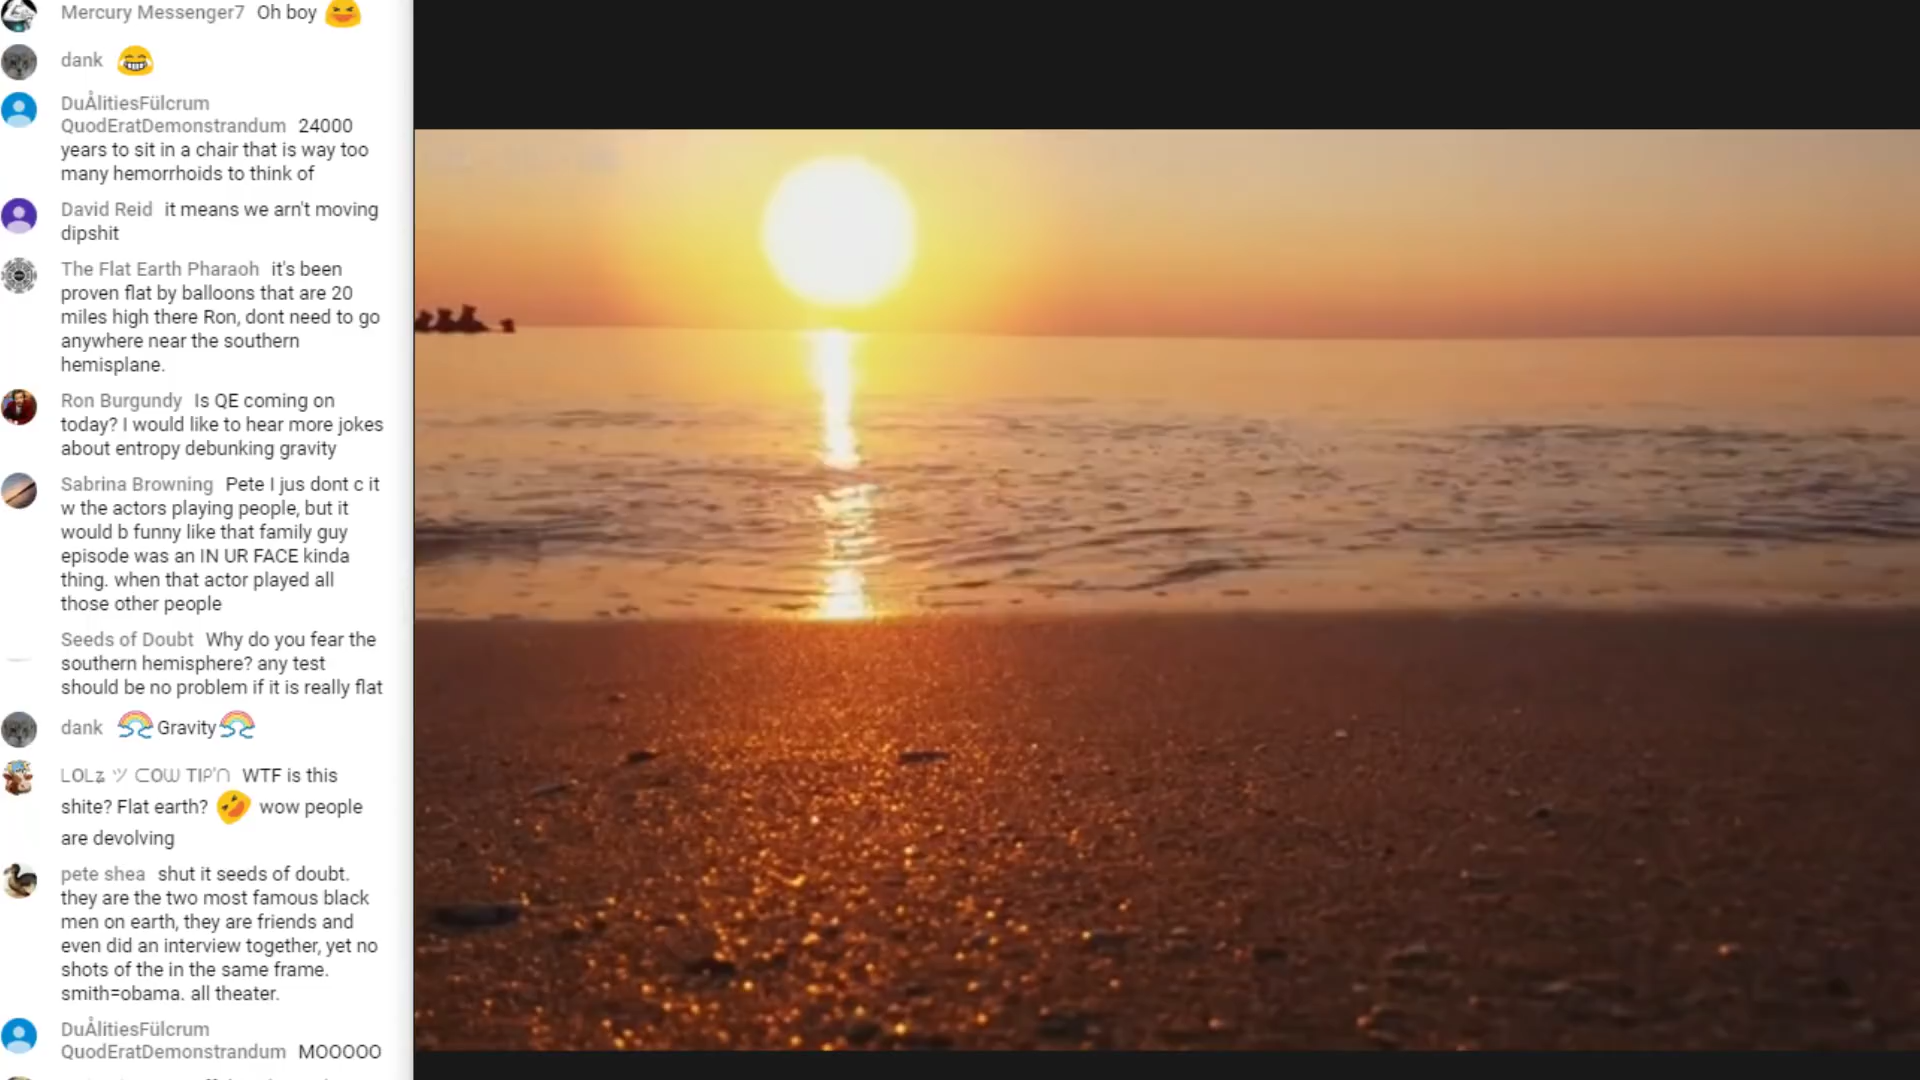 Mercury Messenger7 Oh boy 😆
dank 😂
DuÅlitiesFülcrum
QuodEratDemonstrandum 24000
years to sit in a chair that is way too
many hemorrhoids to think of
David Reid it means we arn't moving
dipshit
The Flat Earth Pharaoh it's been
proven flat by balloons that are 20
miles high there Ron, dont need to go
anywhere near the southern
hemisplane.
Ron Burgundy Is QE coming on
today? I would like to hear more jokes
about entropy debunking gravity
Sabrina Browning Pete I jus dont c it
w the actors playing people, but it
would b funny like that family guy
episode was an IN UR FACE kinda
thing. when that actor played all
those other people
Seeds of Doubt Why do you fear the
southern hemisphere? any test
should be no problem if it is really flat
dank Gravity
LOLz ツ COW TIP'N WTF is this
shite? Flat earth? 🤣 wow people
are devolving
pete shea shut it seeds of doubt.
they are the two most famous black
men on earth, they are friends and
even did an interview together, yet no
shots of the in the same frame.
smith=obama. all theater.
DuÅlitiesFülcrum
QuodEratDemonstrandum MOOOOO